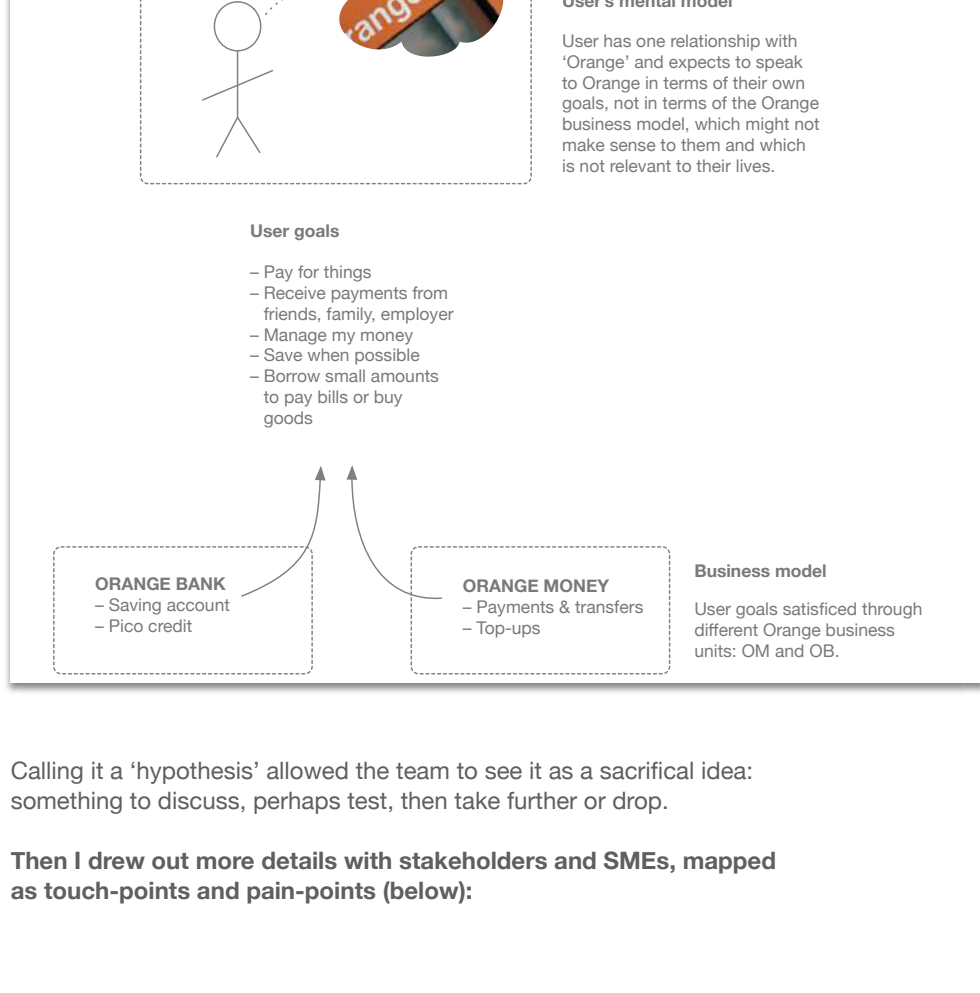 range
User's mental model
User has one relationship with
‘Orange’ and expects to speak
to Orange in terms of their own
goals, not in terms of the Orange
business model, which might not
make sense to them and which
is not relevant to their lives.
User goals
– Pay for things
– Receive payments from
friends, family, employer
– Manage my money
– Save when possible
– Borrow small amounts
to pay bills or buy
goods
ORANGE BANK
– Saving account
– Pico credit
ORANGE MONEY
– Payments & transfers
– Top-ups
Business model
User goals satisficed through
different Orange business
units: OM and OB.
Calling it a ‘hypothesis’ allowed the team to see it as a sacrifical idea:
something to discuss, perhaps test, then take further or drop.
Then I drew out more details with stakeholders and SMEs, mapped
as touch-points and pain-points (below):